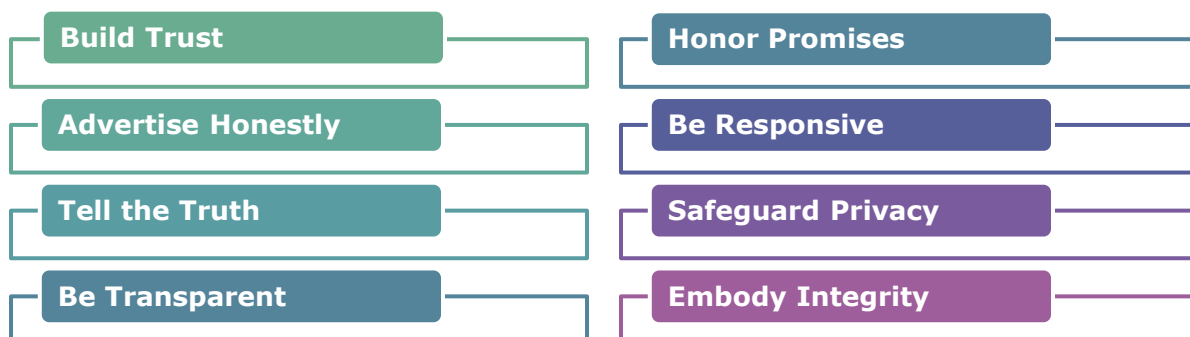 Build Trust
Advertise Honestly
Tell the Truth
Be Transparent
Honor Promises
Be Responsive
Safeguard Privacy
Embody Integrity